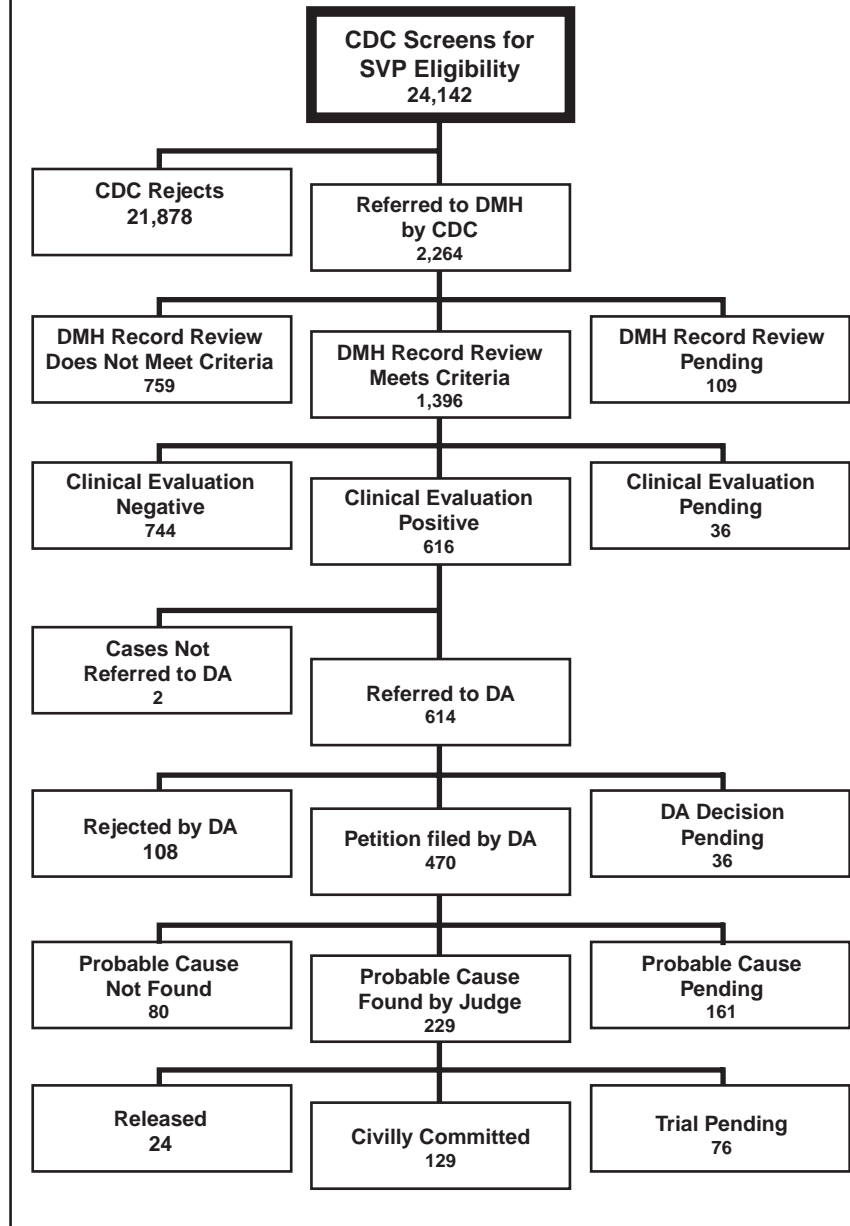 CDC Screens for
SVP Eligibility
24,142
CDC Rejects
21,878
Referred to DMH
by CDC
2,264
DMH Record Review
Does Not Meet Criteria
759
DMH Record Review
Meets Criteria
1,396
DMH Record Review
Pending
109
Clinical Evaluation
Negative
744
Clinical Evaluation
Positive
616
Clinical Evaluation
Pending
36
Cases Not
Referred to DA
2
Referred to DA
614
Rejected by DA
108
Petition filed by DA
470
DA Decision
Pending
36
Probable Cause
Not Found
80
Probable Cause
Found by Judge
229
Probable Cause
Pending
161
Released
24
Civilly Committed
129
Trial Pending
76